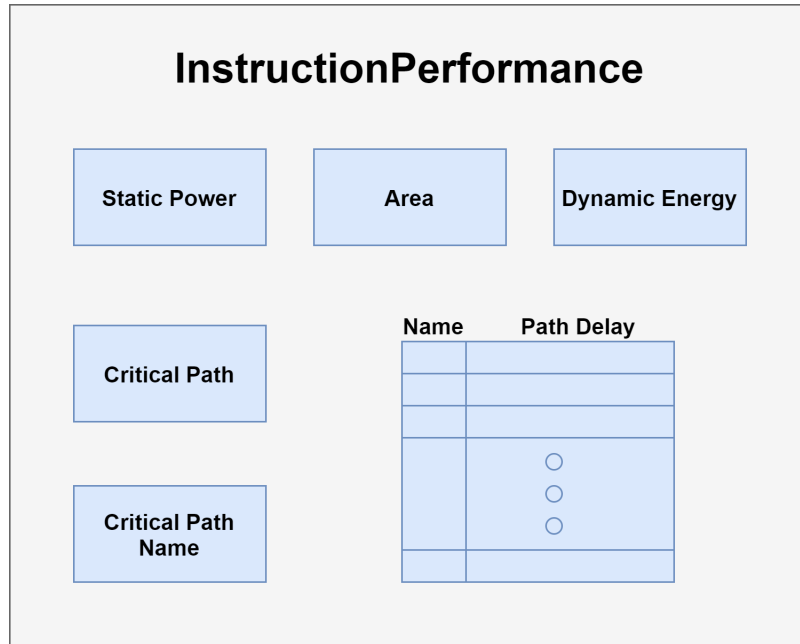 InstructionPerformance
Static Power
Area
Dynamic Energy
Critical Path
Name
Path Delay
Critical Path
Name